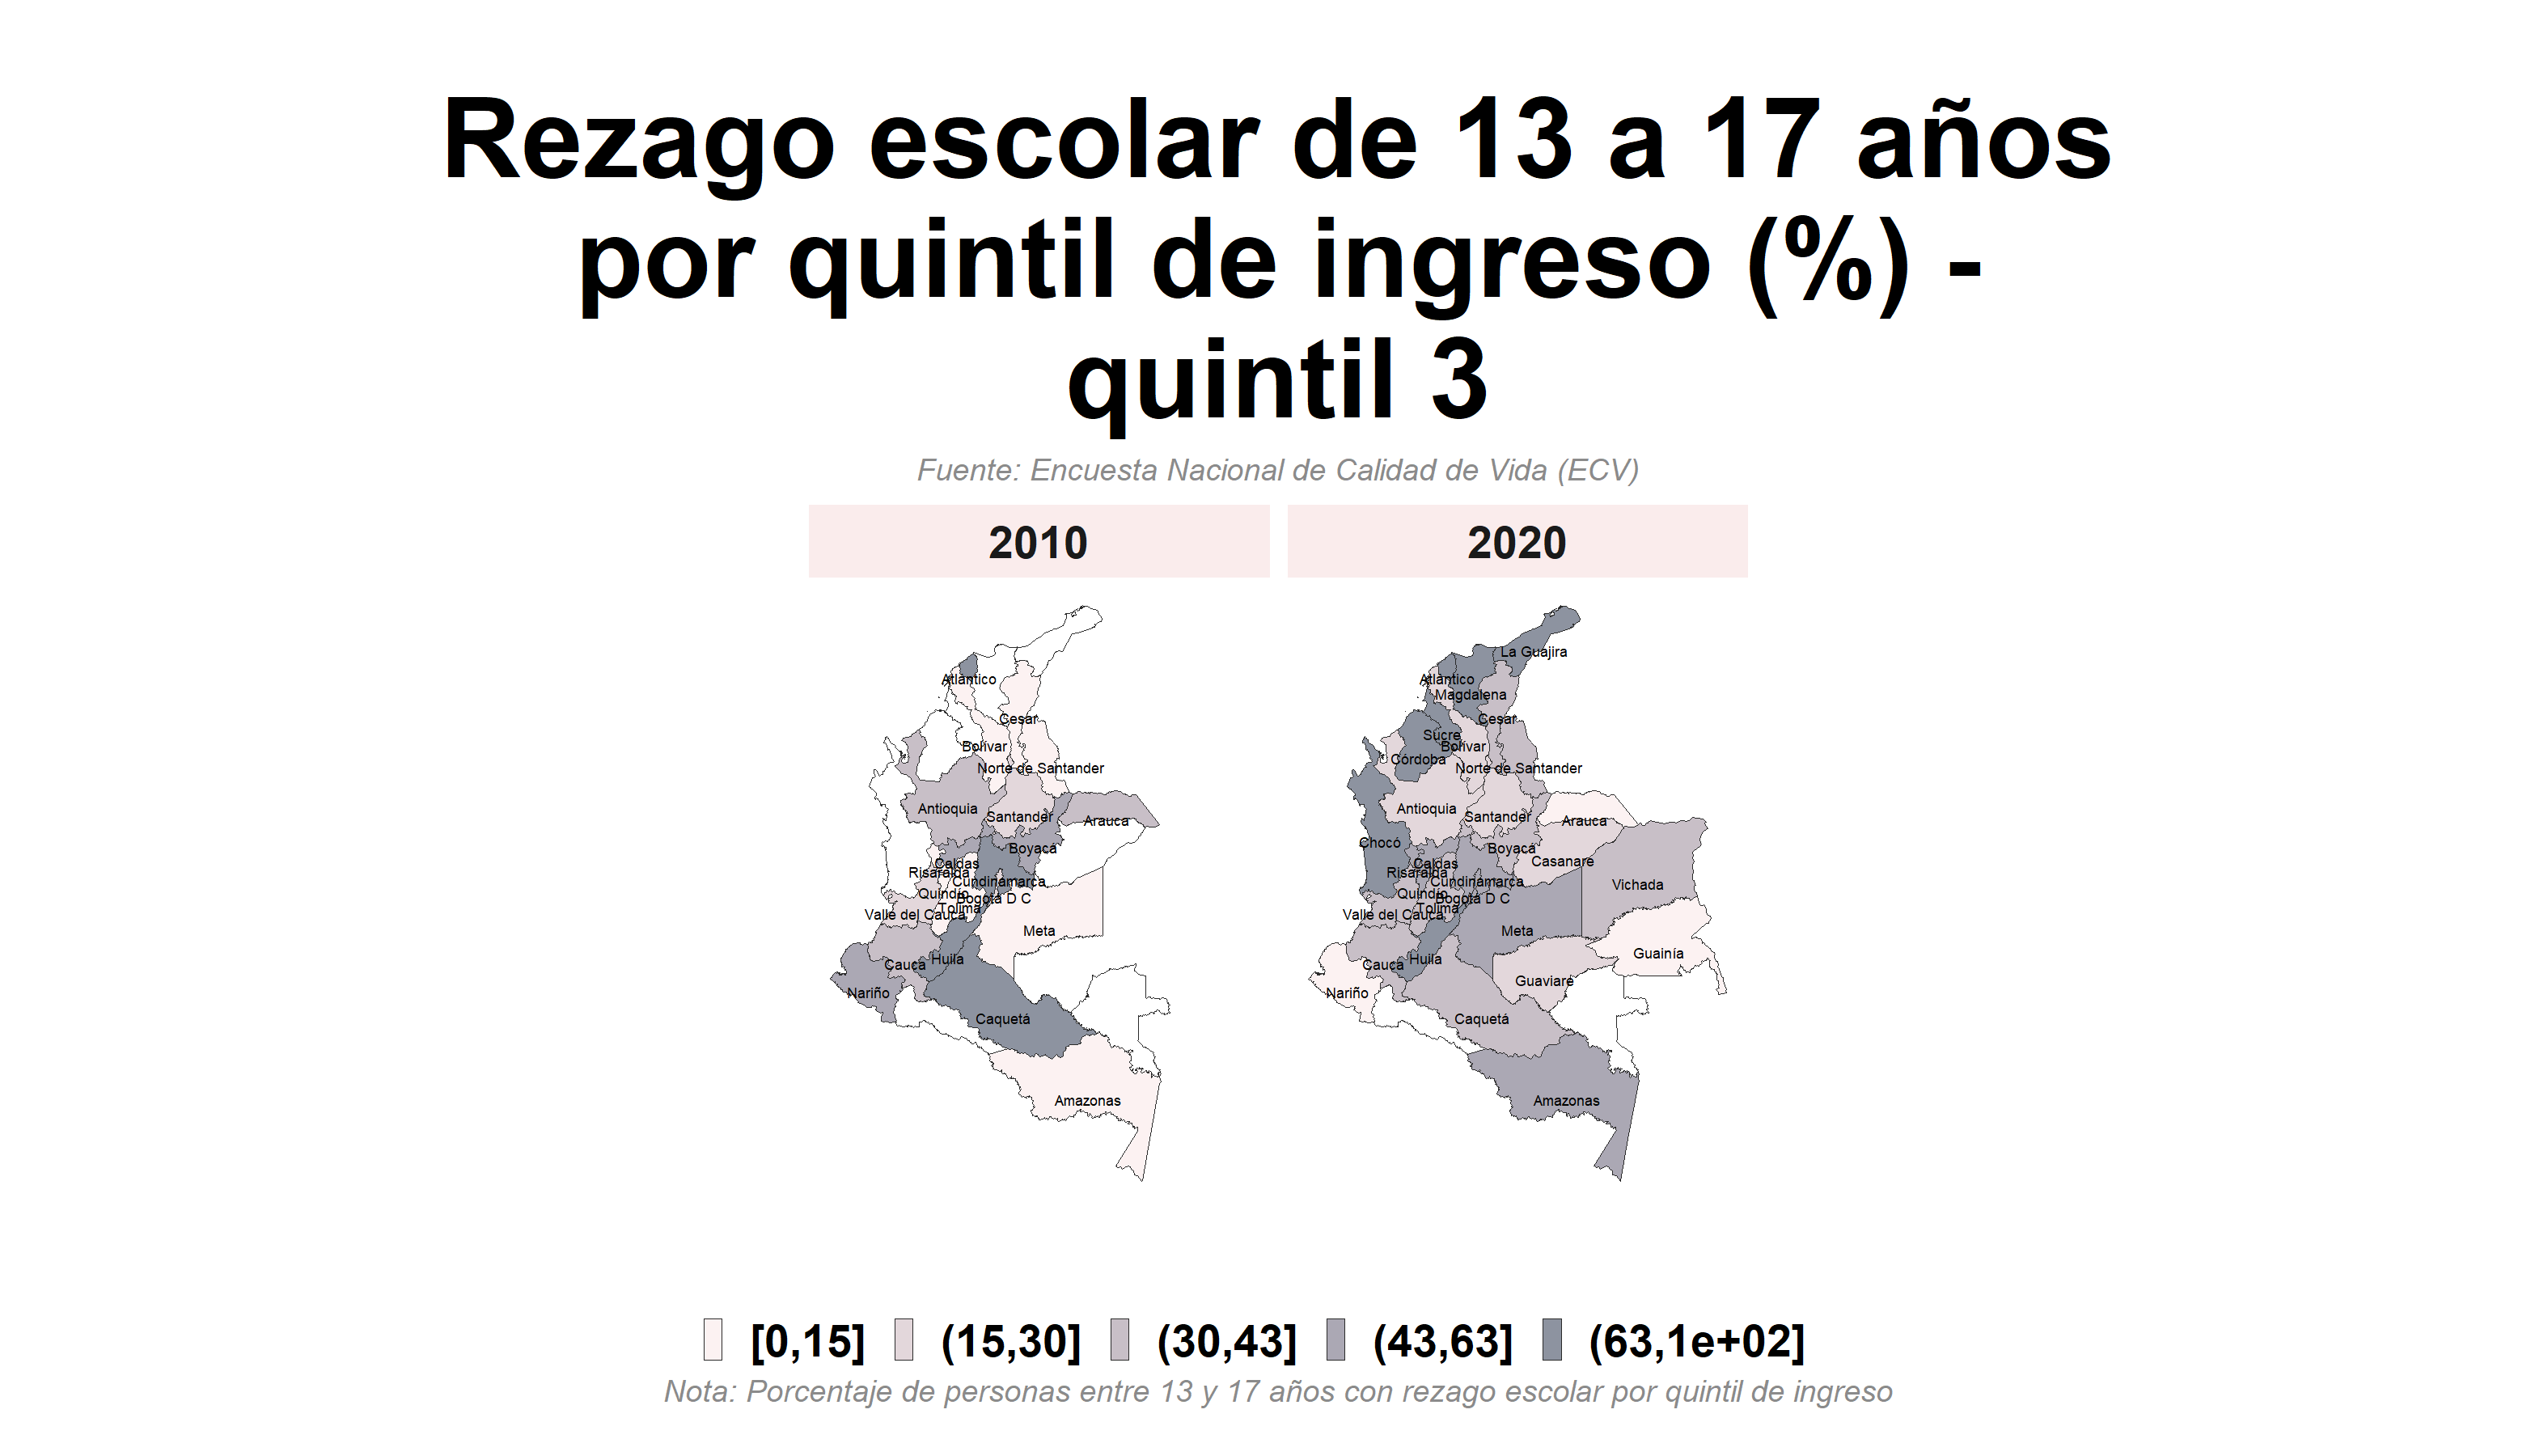 Rezago escolar de 13 a 17 años
por quintil de ingreso (%) -
quintil 3
Fuente: Encuesta Nacional de Calidad de Vida (ECV)
2010
2020
Atlántico
Cesar
Bolívar
Norte de Santander
Antioquia
Santander
Arauca
Boyacá
Caldas
Risaralda
Cundinamarca
Quindío
Bogotá D C
Tolima
Valle del Cauca
Meta
Huila
Cauca
Nariño
Caquetá
Amazonas
La Guajira
Atlántico
Magdalena
Cesar
Sucre
Bolívar
Córdoba
Norte de Santander
Antioquia
Santander
Arauca
Chocó
Boyacá
Casanare
Caldas
Risaralda
Cundinamarca
Vichada
Quindío
Bogotá D C
Tolima
Valle del Cauca
Meta
Guainía
Huila
Cauca
Guaviare
Nariño
Caquetá
Amazonas
[0,15] (15,30] (30,43] (43,63] (63,1e+02]
Nota: Porcentaje de personas entre 13 y 17 años con rezago escolar por quintil de ingreso